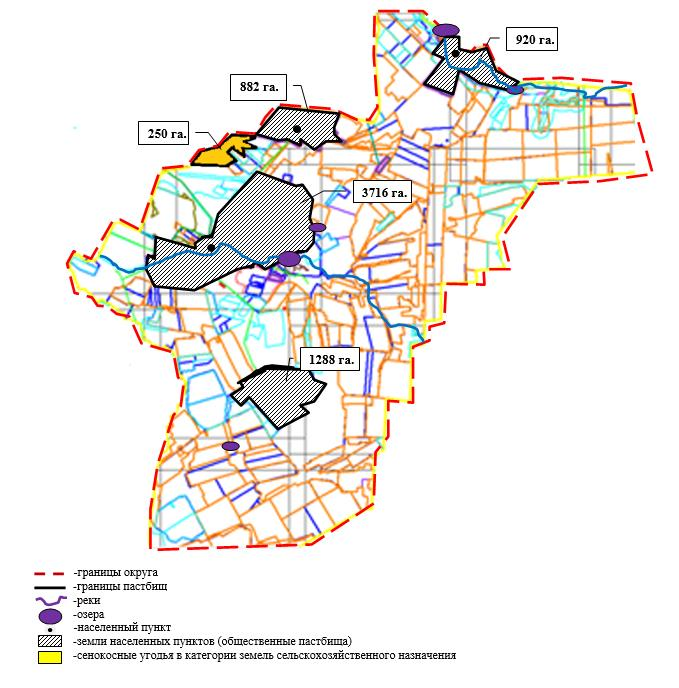 920 га.
882 га.
250 га.
3716 га.
1288 га.
-границы округа
-границы пастбищ
-реки
-озера
-населенный пункт
-земли населенных пунктов (общественные пастбища)
-сенокосные угодья в категории земель сельскохозяйственного назначения